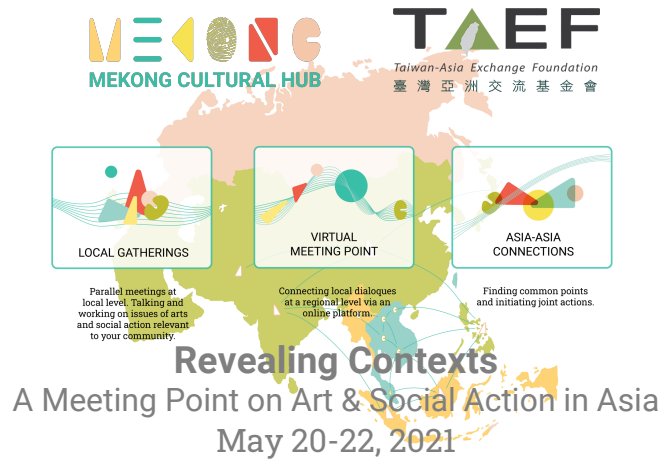 MEKONG
MEKONG CULTURAL HUB
TAEF
Taiwan-Asia Exchange Foundation
臺灣亞洲交流基金會
LOCAL GATHERINGS
Parallel meetings at
local level. Talking and
working on issues of arts
and social action relevant
to your community.
VIRTUAL
MEETING POINT
Connecting local dialogues
at a regional level via an
online platform.
ASIA-ASIA
CONNECTIONS
Finding common points
and initiating joint actions.
Revealing Contexts
A Meeting Point on Art & Social Action in Asia
May 20-22, 2021